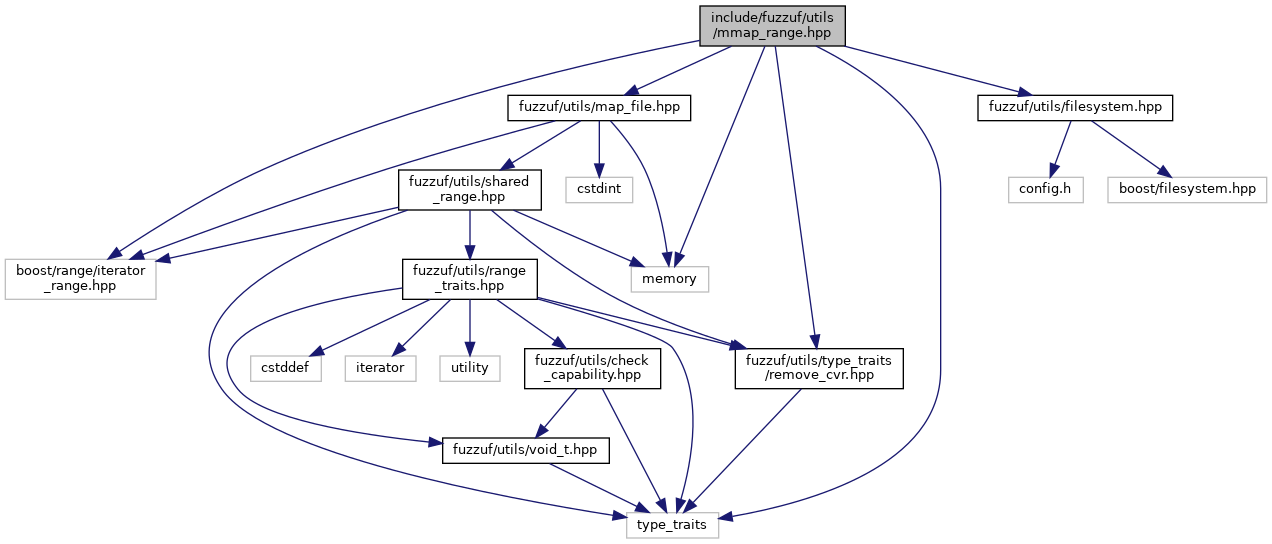 include/fuzzuf/utils
/mmap_range.hpp
fuzzuf/utils/map_file.hpp
fuzzuf/utils/filesystem.hpp
fuzzuf/utils/shared
_range.hpp
cstdint
config.h
boost/filesystem.hpp
boost/range/iterator
_range.hpp
fuzzuf/utils/range
_traits.hpp
memory
cstddef
iterator
utility
fuzzuf/utils/check
_capability.hpp
fuzzuf/utils/type_traits
/remove_cvr.hpp
fuzzuf/utils/void_t.hpp
type_traits